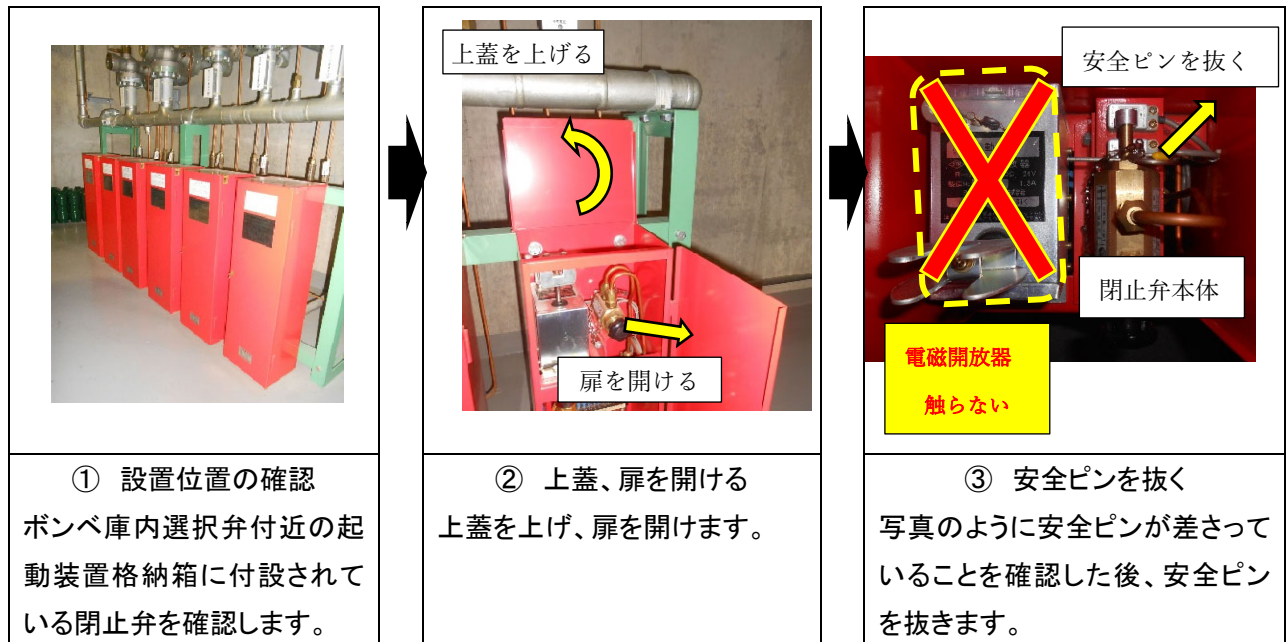 上蓋を上げる
扉を開ける
安全ピンを抜く
閉止弁本体
電磁開放器
触らない
① 設置位置の確認
ボンベ庫内選択弁付近の起
動装置格納箱に付設されて
いる閉止弁を確認します。
② 上蓋、扉を開ける
上蓋を上げ、扉を開けます。
③ 安全ピンを抜く
写真のように安全ピンが差さって
いることを確認した後、安全ピン
を抜きます。